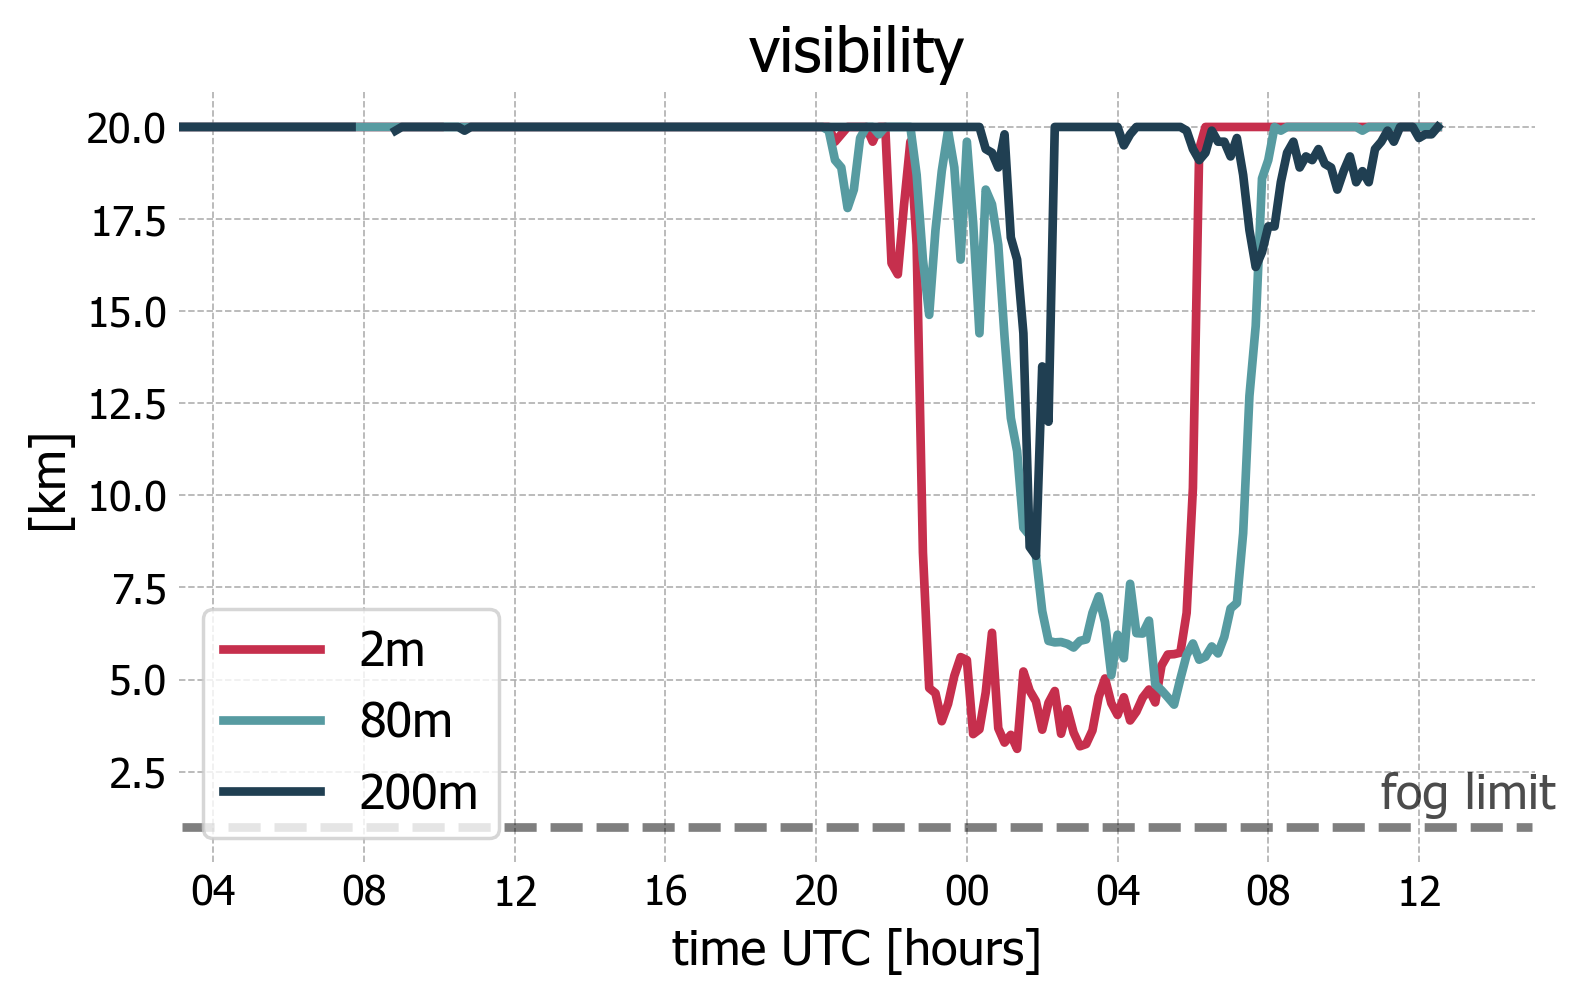 visibility
[km]
20.0
17.5
15.0
12.5
10.0
7.5
5.0
2.5
2m
80m
200m
fog limit
04 08 12 16 20 00 04 08 12
time UTC [hours]